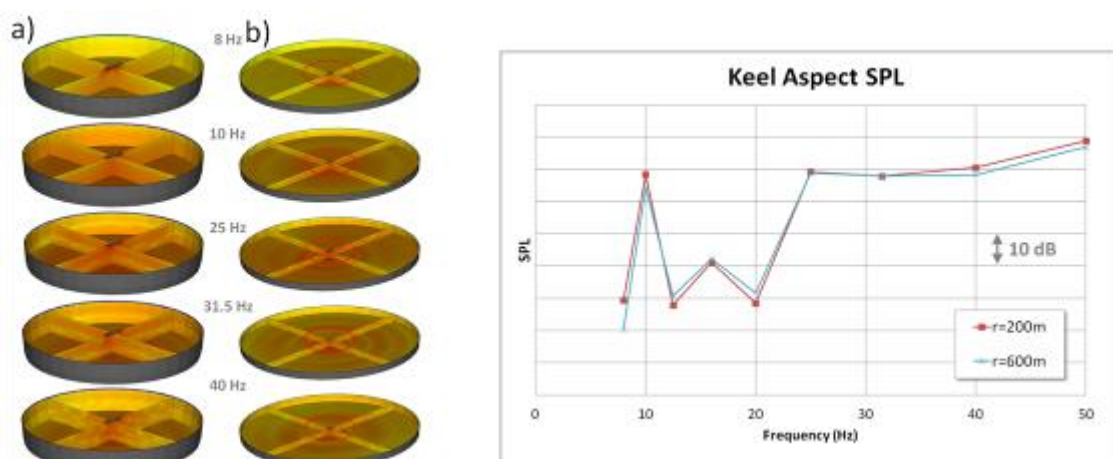 a)
b)
8 Hz
10 Hz
25 Hz
31.5 Hz
40 Hz
Keel Aspect SPL
SPL
10 dB
r=200m
r=600m
0 10 20 30 40 50
Frequency (Hz)